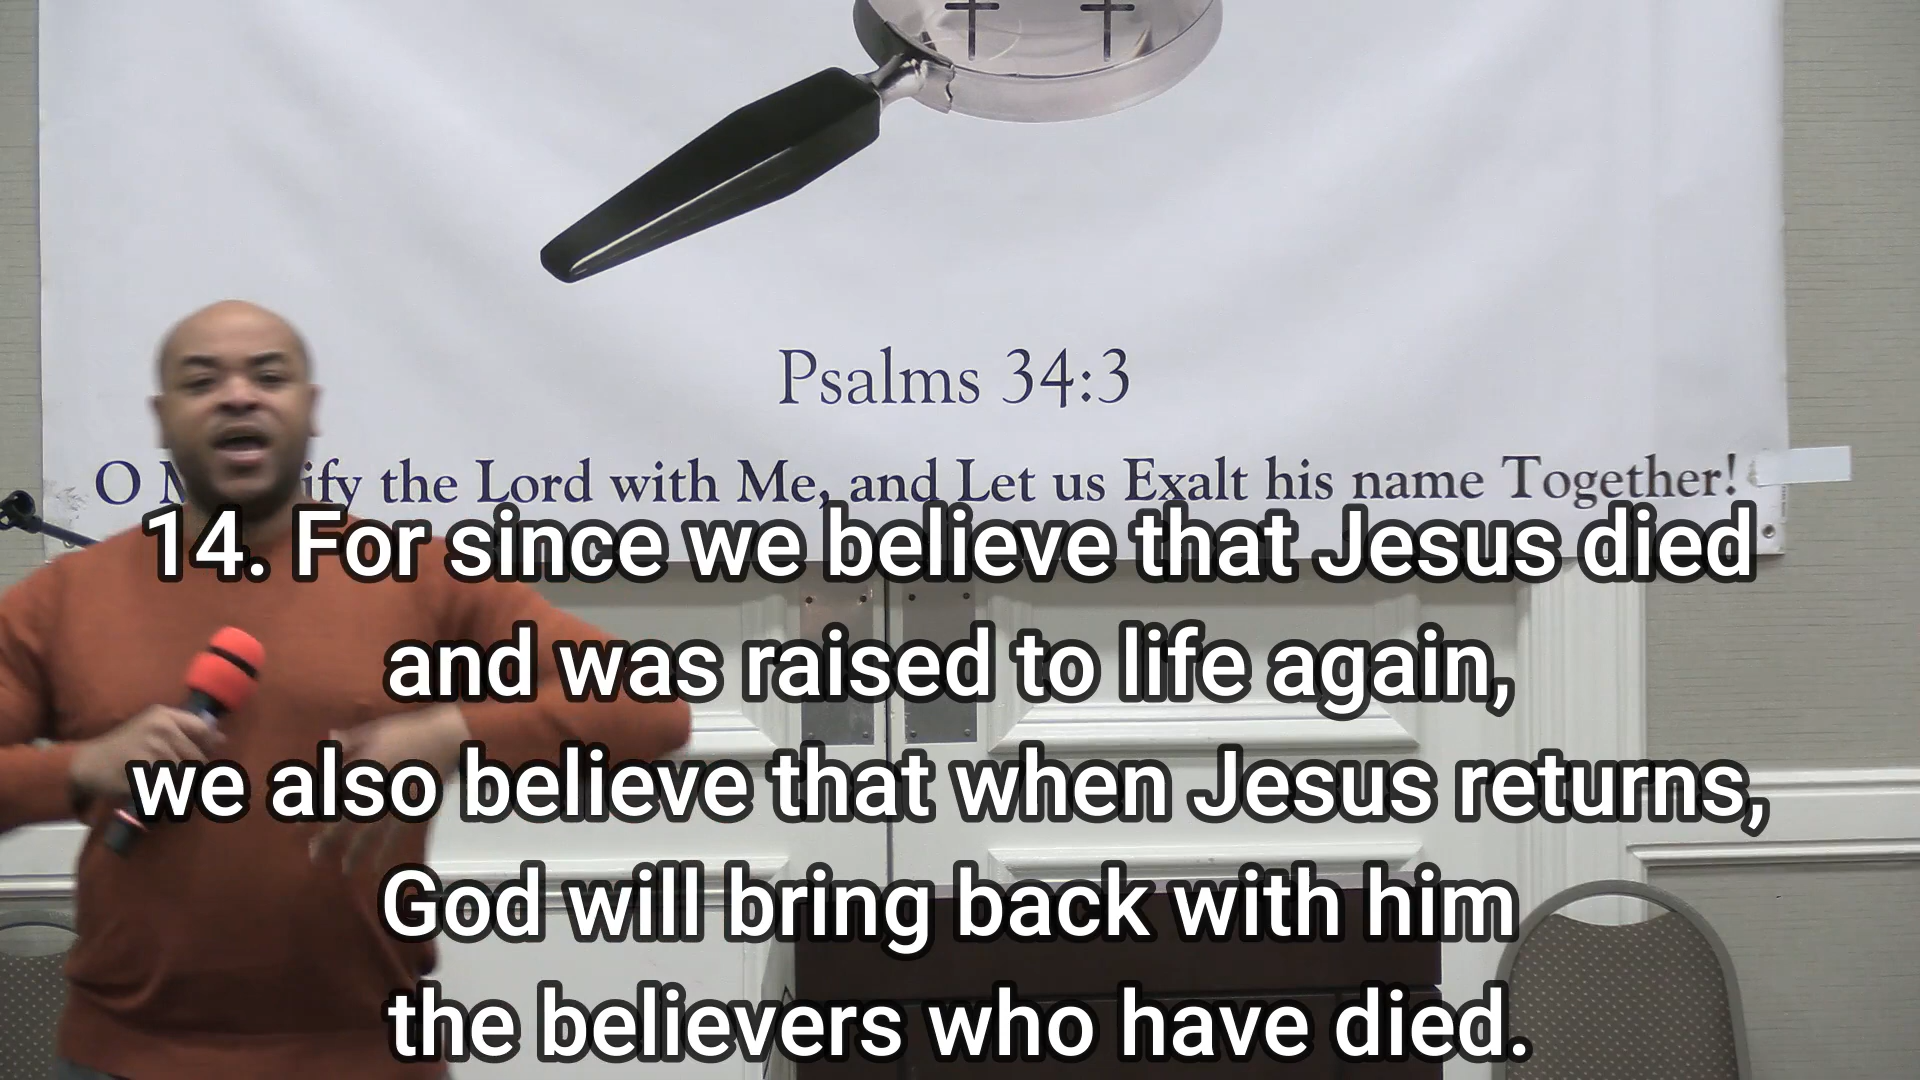 Psalms 34:3
O ify the Lord with Me, and Let us Exalt his name Together!
14. For since we believe that Jesus died
and was raised to life again,
we also believe that when Jesus returns,
God will bring back with him
the believers who have died.